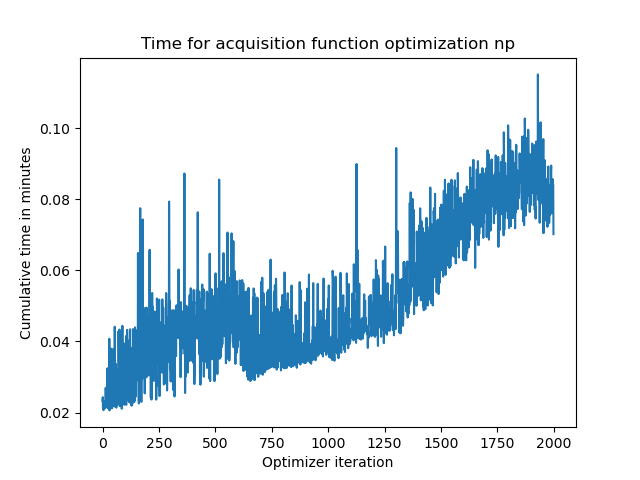 Time for acquisition function optimization np
Cumulative time in minutes
0.10
0.08
0.06
0.04
0.02
0 250 500 750 1000 1250 1500 1750 2000
Optimizer iteration